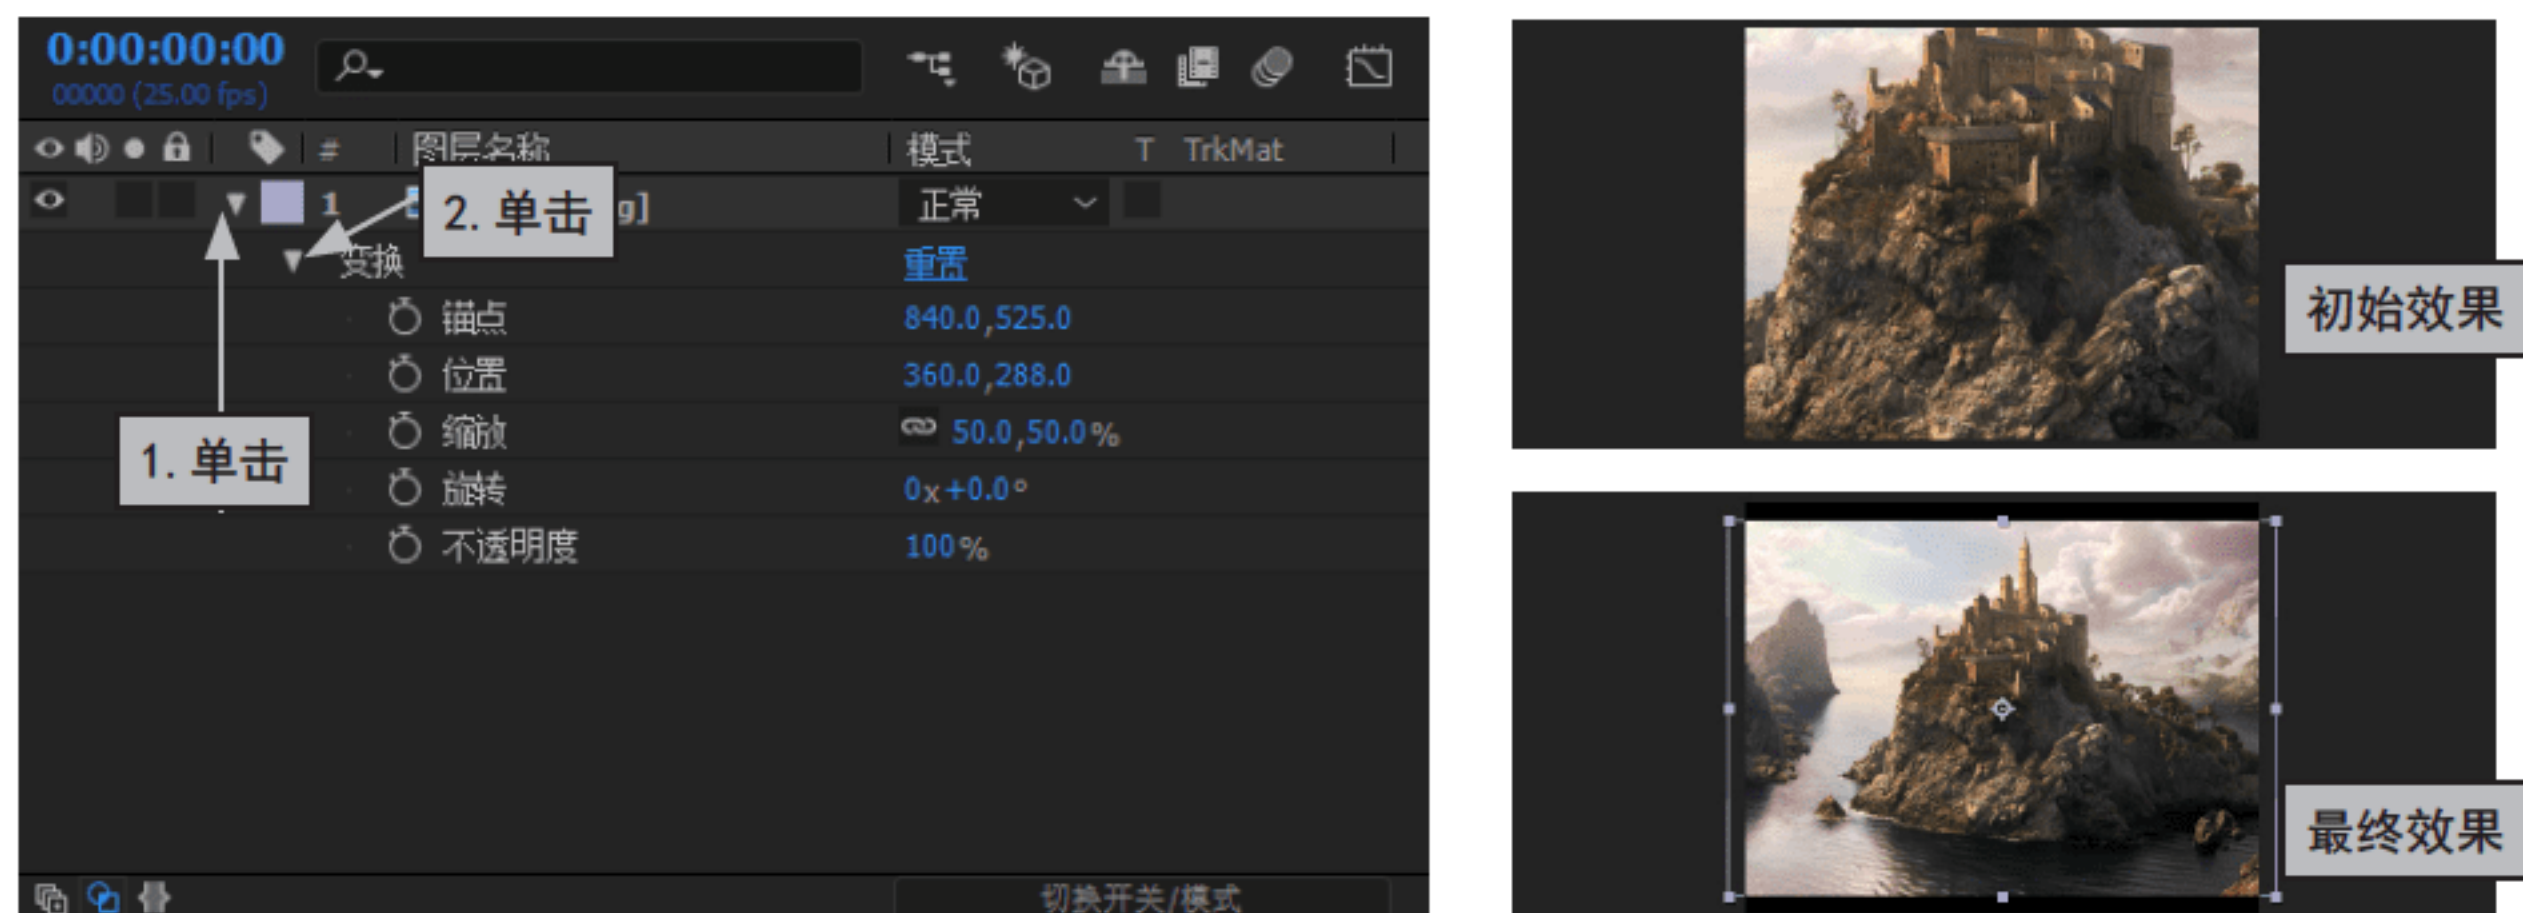 0:00:00:00
00000 (25.00 fps)
# 图层名称 模式 T TrkMat
1 g] 正常
2. 单击
变换 重置
锚点 840.0,525.0
位置 360.0,288.0
缩放 50.0,50.0%
旋转 0x+0.0°
不透明度 100%
1. 单击
切换开关/模式
初始效果
最终效果